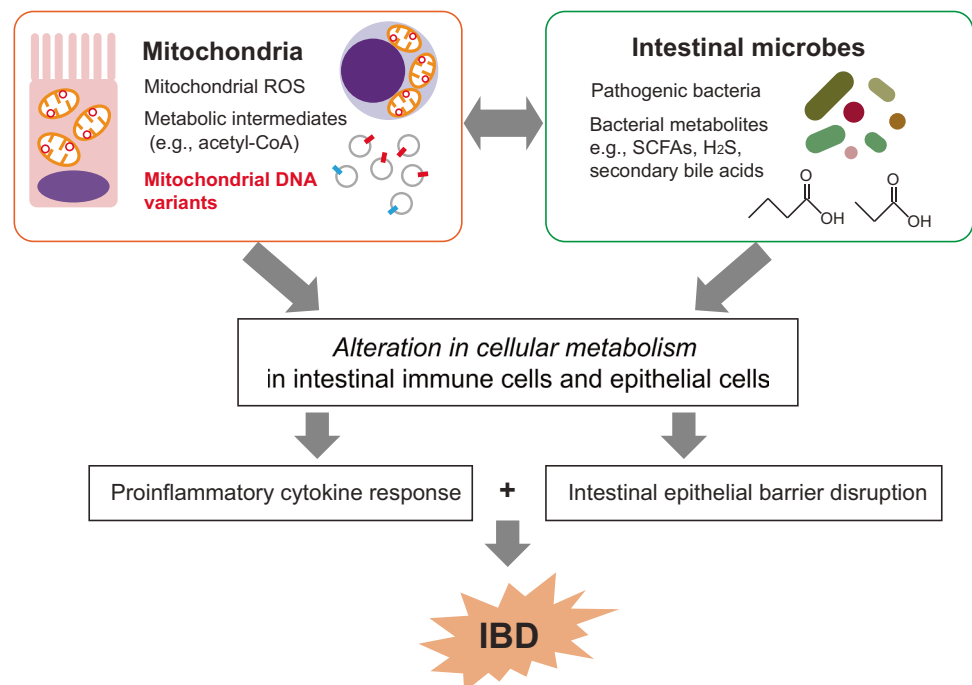 Mitochondria
Mitochondrial ROS
Metabolic intermediates
(e.g., acetyl-CoA)
Mitochondrial DNA
variants
Intestinal microbes
Pathogenic bacteria
Bacterial metabolites
e.g., SCFAs, H₂S,
secondary bile acids
O
OH
O
OH
Alteration in cellular metabolism
in intestinal immune cells and epithelial cells
Proinflammatory cytokine response
+
Intestinal epithelial barrier disruption
IBD